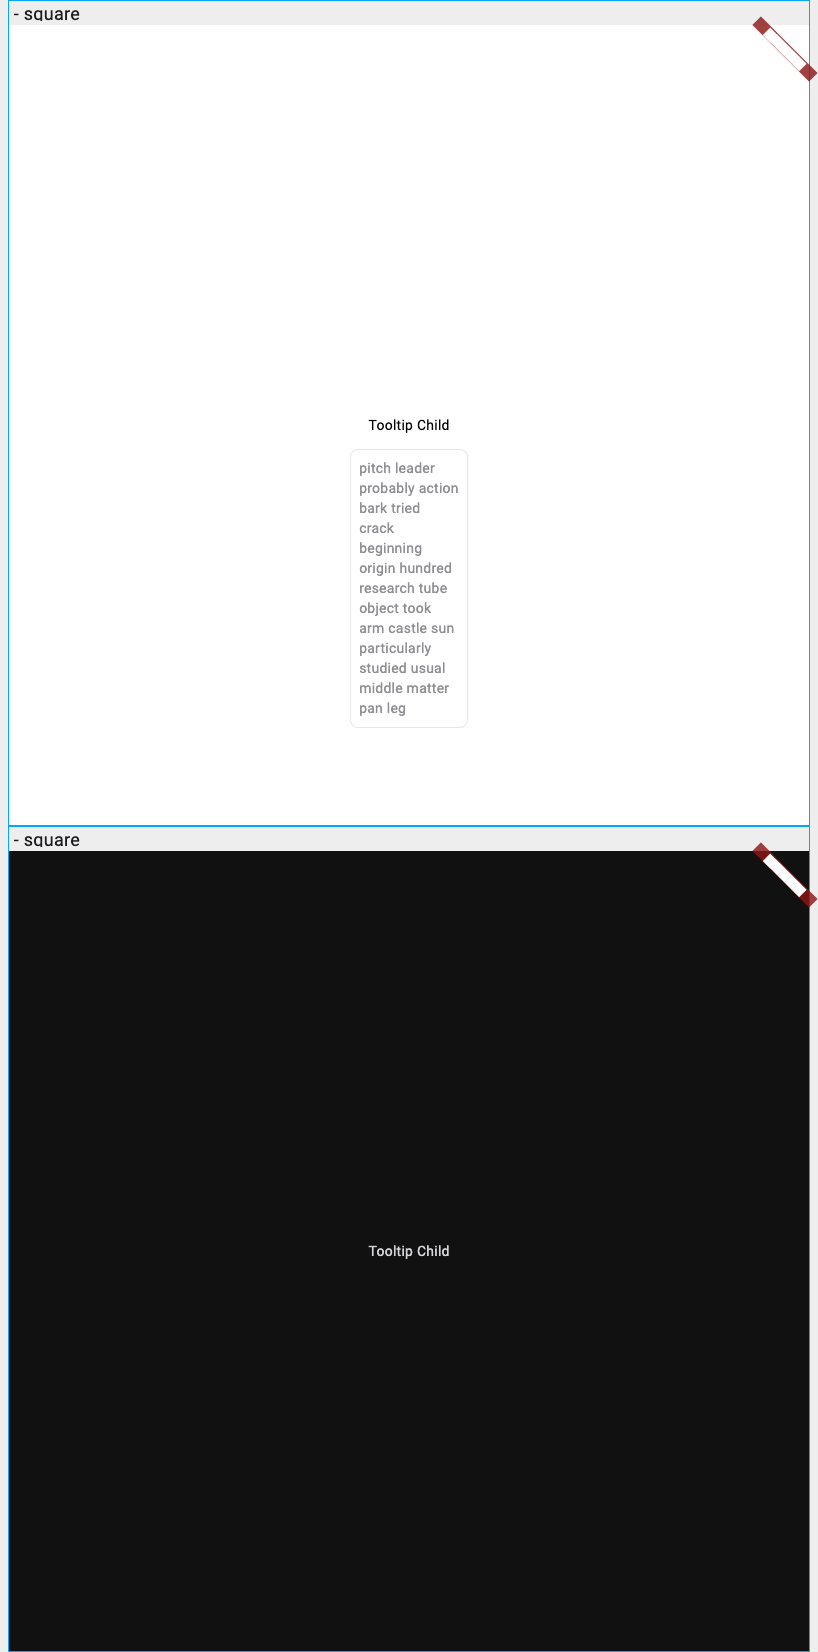 - square
Tooltip Child
pitch leader
probably action
bark tried
crack
beginning
origin hundred
research tube
object took
arm castle sun
particularly
studied usual
middle matter
pan leg
- square
Tooltip Child